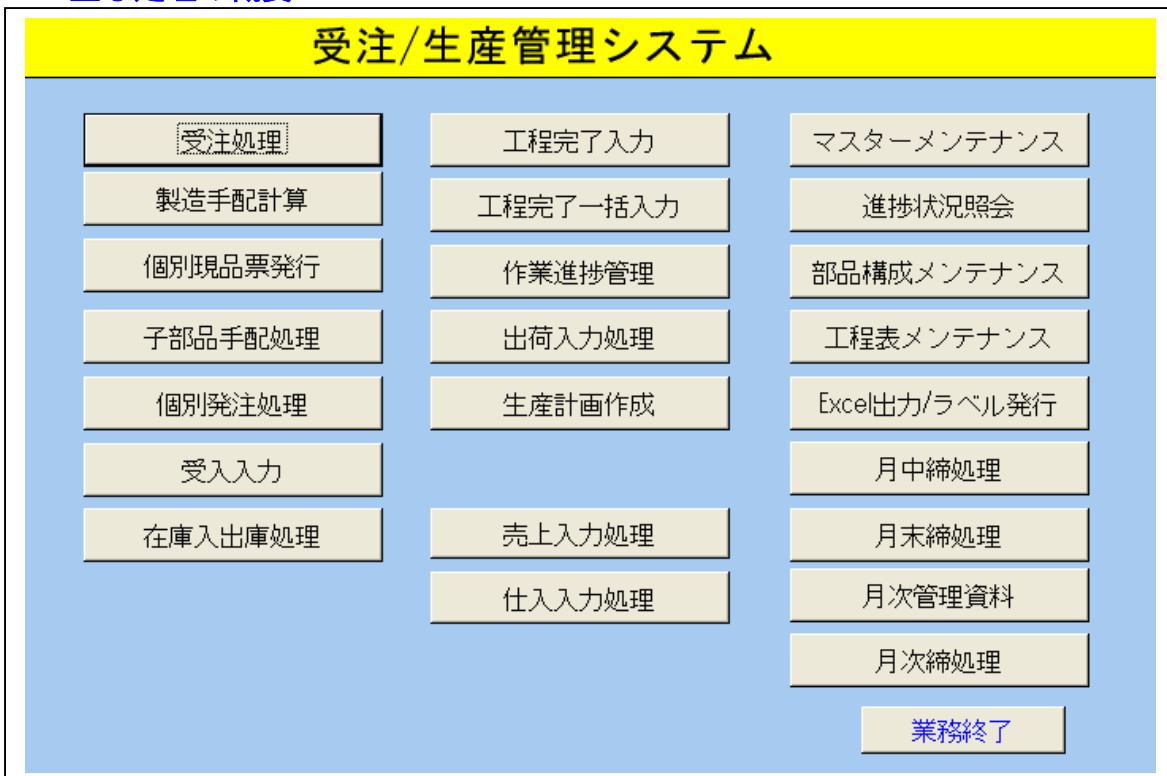 受注/生産管理システム
受注処理
製造手配計算
個別現品票発行
子部品手配処理
個別発注処理
受入入力
在庫入出庫処理
工程完了入力
工程完了一括入力
作業進捗管理
出荷入力処理
生産計画作成
売上入力処理
仕入入力処理
マスターメンテナンス
進捗状況照会
部品構成メンテナンス
工程表メンテナンス
Excel出力/ラベル発行
月中締処理
月末締処理
月次管理資料
月次締処理
業務終了